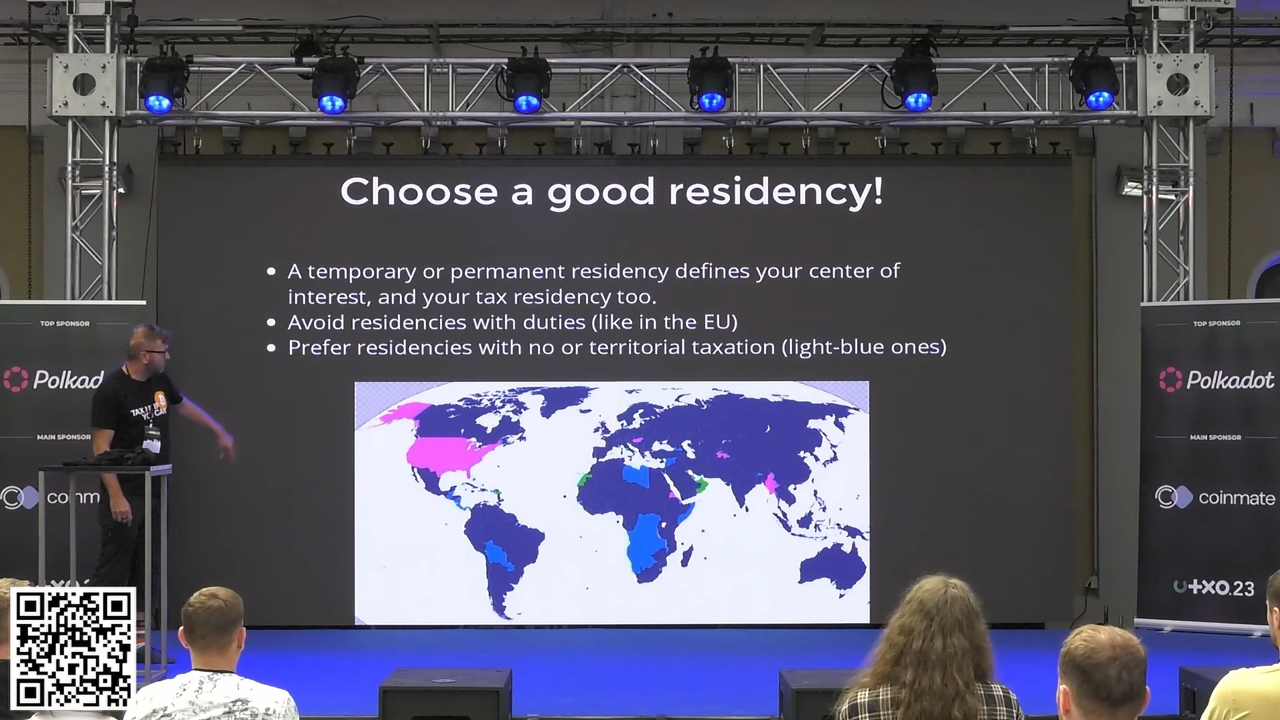 Choose a good residency!
• A temporary or permanent residency defines your center of
interest, and your tax residency too.
• Avoid residencies with duties (like in the EU)
• Prefer residencies with no or territorial taxation (light-blue ones)
TOP SPONSOR
Polkad
MAIN SPONSOR
coinm
TOP SPONSOR
Polkadot
MAIN SPONSOR
coinmate
utxo.23